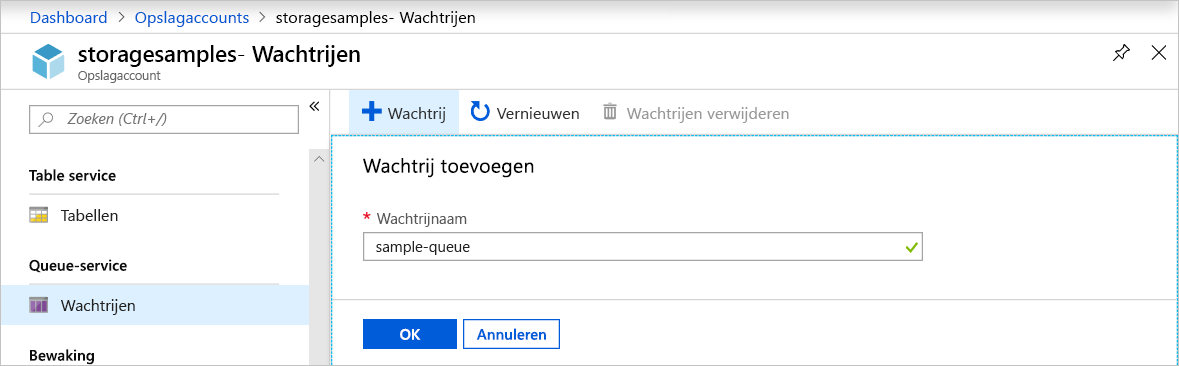 Dashboard > Opslagaccounts > storagesamples- Wachtrijen
storagesamples- Wachtrijen
Opslagaccount
Zoeken (Ctrl+/)
«
Table service
Tabellen
Queue-service
Wachtrijen
Bewaking
Wachtrij Vernieuwen Wachtrijen verwijderen
Wachtrij toevoegen
* Wachtrijnaam
sample-queue
OK Annuleren